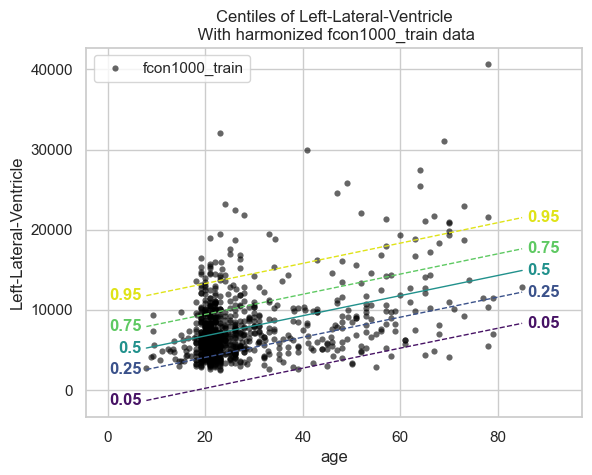 Centiles of Left-Lateral-Ventricle
With harmonized fcon1000_train data
fcon1000_train
Left-Lateral-Ventricle
40000
30000
20000
10000
0
0.95
0.75
0.5
0.25
0.05
0.95
0.75
0.5
0.25
0.05
0 20 40 60 80
age